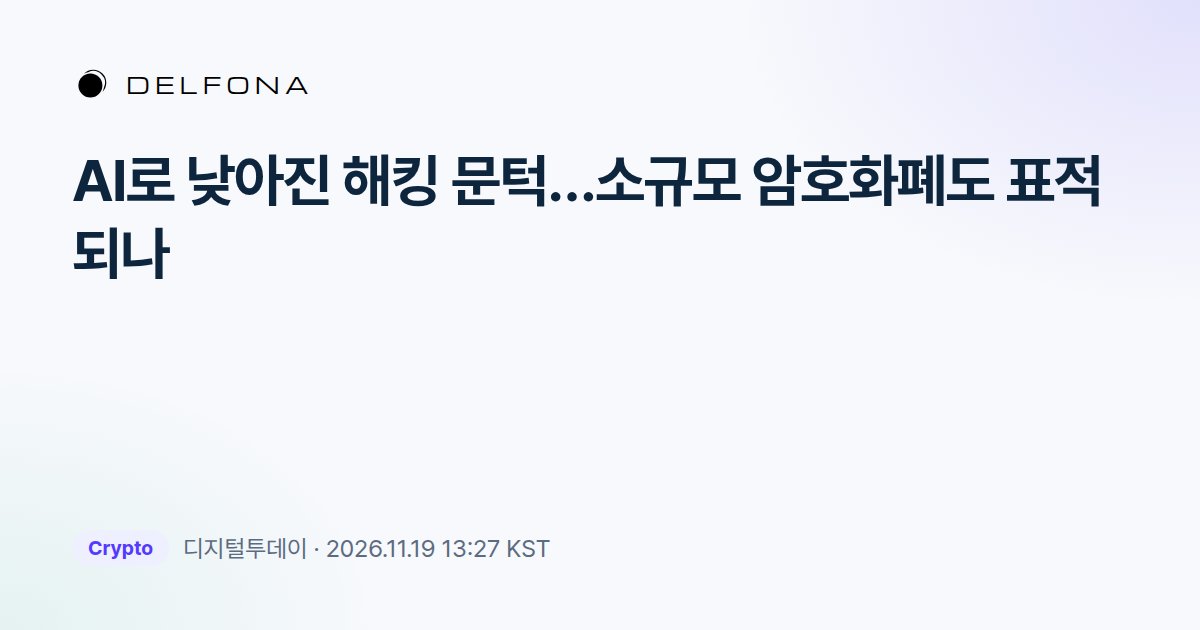 DELFONA
AI로 낮아진 해킹 문턱…소규모 암호화폐도 표적
되나
Crypto 디지털투데이 · 2026.11.19 13:27 KST